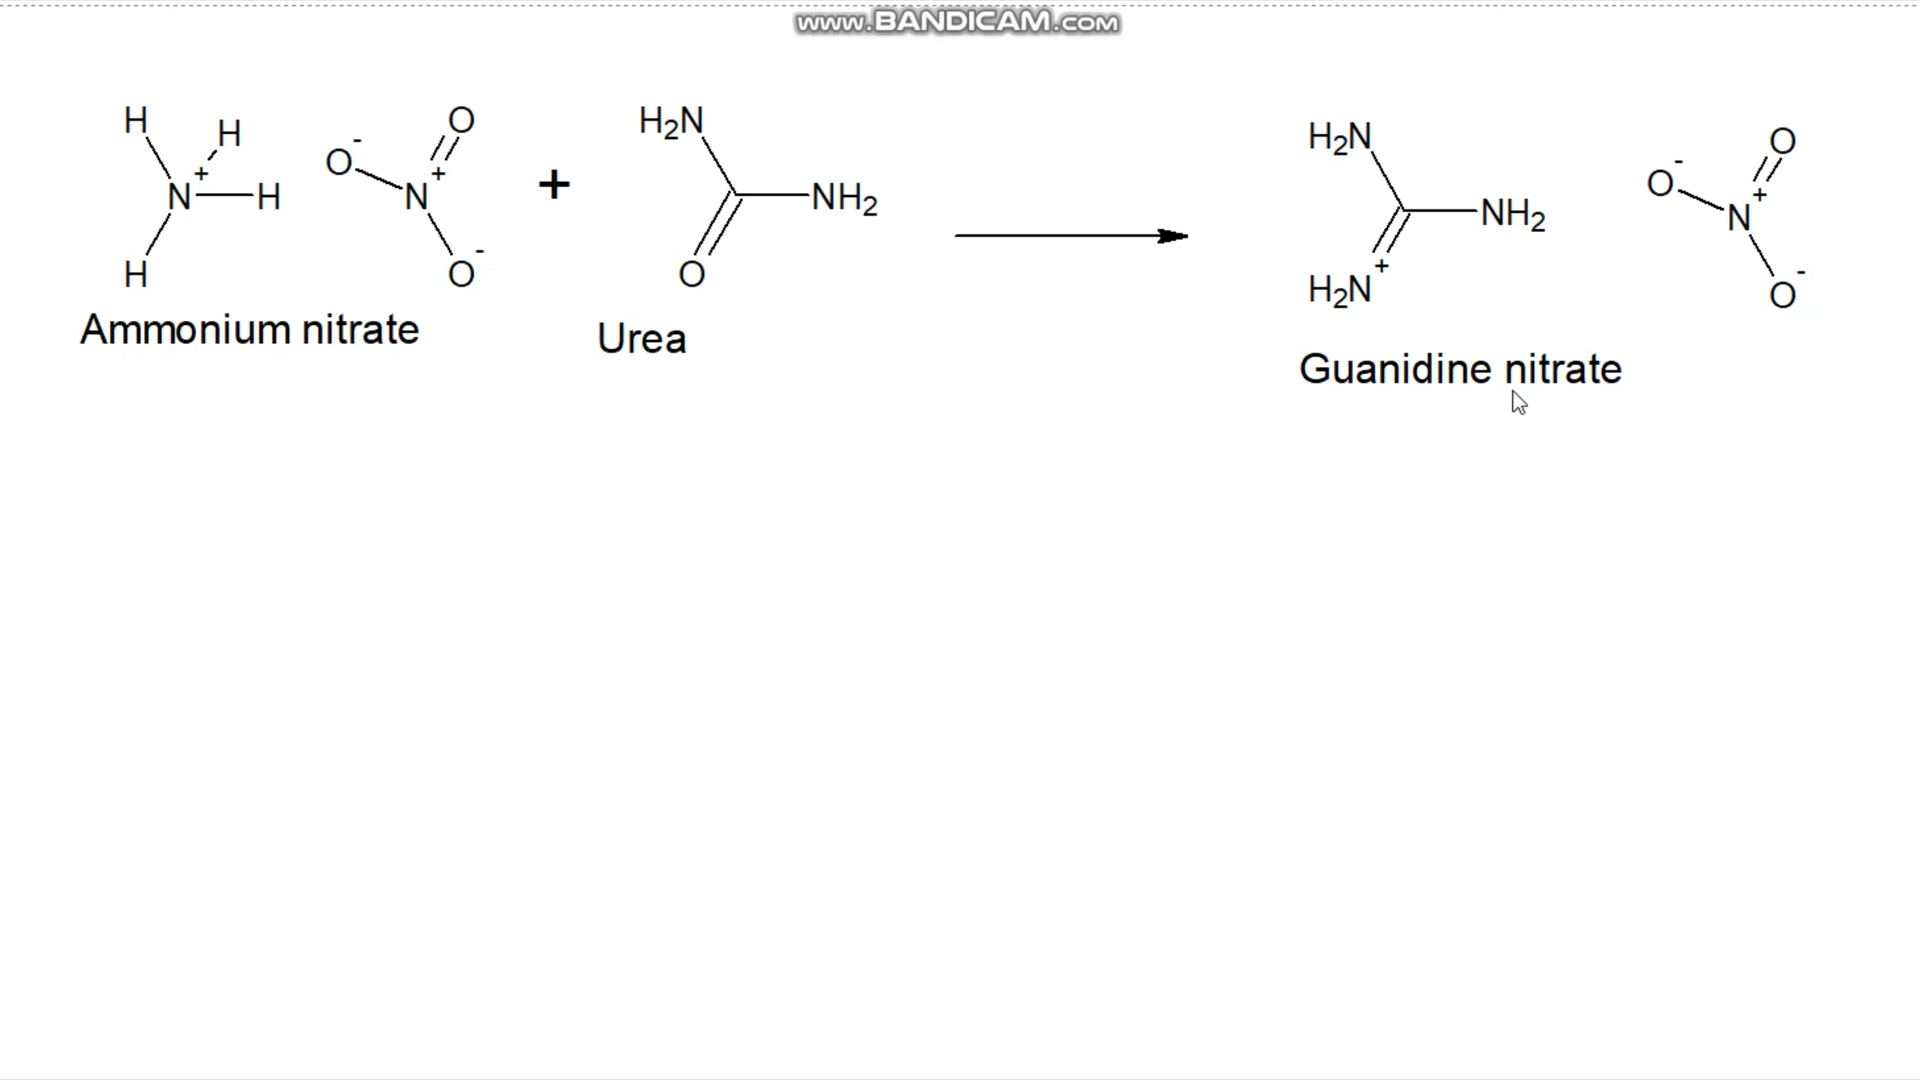 www.BANDICAM.com
H H O⁻ O H₂N H₂N O⁻ O
N⁺ H N⁺ + NH₂ NH₂ N⁺
H O⁻ O H₂N⁺ O⁻
Ammonium nitrate
Urea
Guanidine nitrate